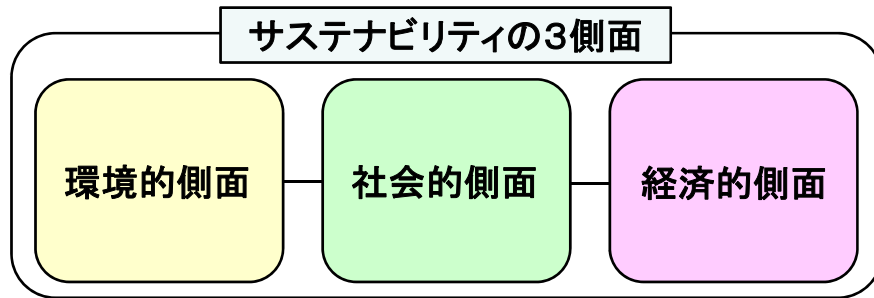 サステナビリティの3側面
環境的側面
社会的側面
経済的側面